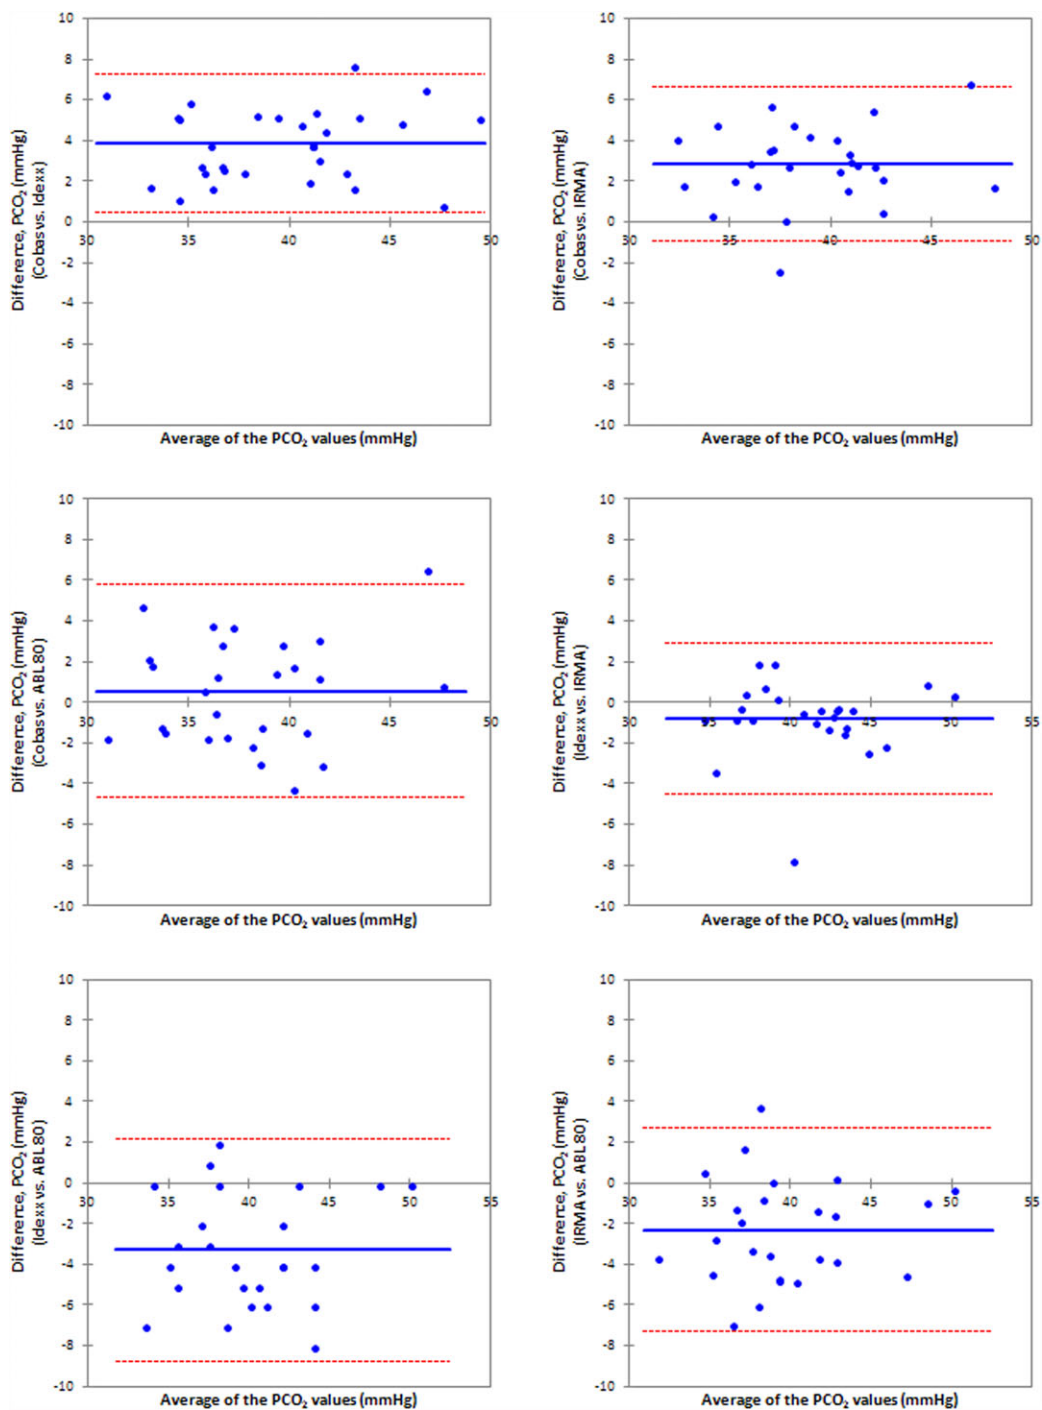 Difference, PCO₂ (mmHg)
(Cobas vs. Idexx)
10
8
6
4
2
0
-2
-4
-6
-8
-10
30 35 40 45 50
Average of the PCO₂ values (mmHg)
Difference, PCO₂ (mmHg)
(Cobas vs. IRMA)
10
8
6
4
2
0
-2
-4
-6
-8
-10
30 35 40 45 50
Average of the PCO₂ values (mmHg)
Difference, PCO₂ (mmHg)
(Cobas vs. ABL80)
10
8
6
4
2
0
-2
-4
-6
-8
-10
30 35 40 45 50
Average of the PCO₂ values (mmHg)
Difference, PCO₂ (mmHg)
(Idexx vs. IRMA)
10
8
6
4
2
0
-2
-4
-6
-8
-10
30 35 40 45 50 55
Average of the PCO₂ values (mmHg)
Difference, PCO₂ (mmHg)
(Idexx vs. ABL80)
10
8
6
4
2
0
-2
-4
-6
-8
-10
30 35 40 45 50 55
Average of the PCO₂ values (mmHg)
Difference, PCO₂ (mmHg)
(IRMA vs. ABL80)
10
8
6
4
2
0
-2
-4
-6
-8
-10
30 35 40 45 50 55
Average of the PCO₂ values (mmHg)